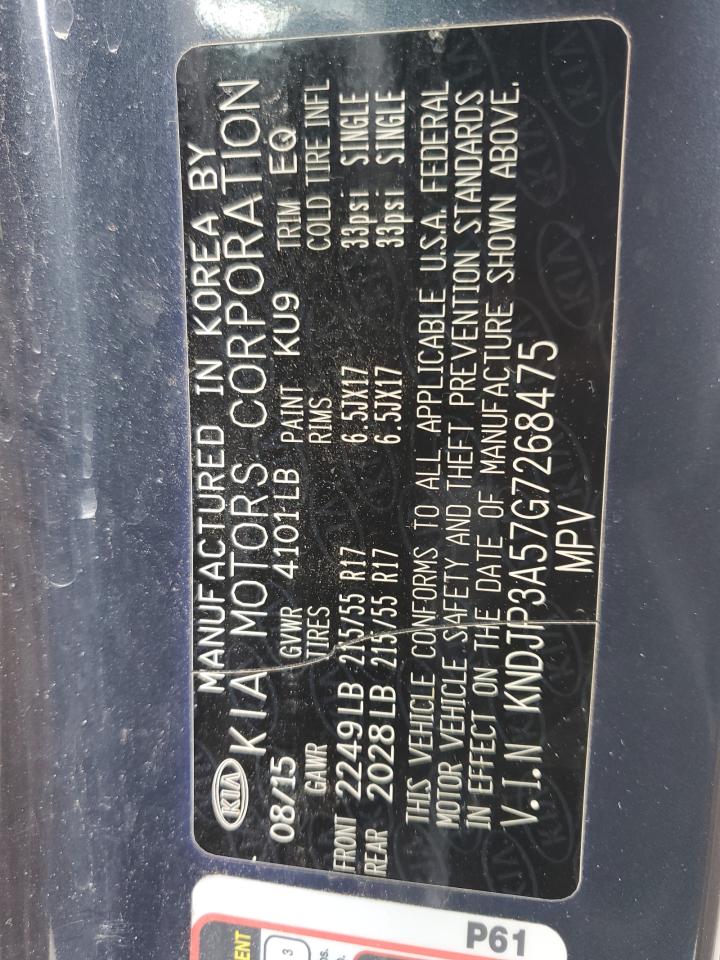 KIA
MANUFACTURED IN KOREA BY
KIA MOTORS CORPORATION
08/15 GVWR 4101LB PAINT KU9 TRIM EQ
GAWR TIRES RIMS COLD TIRE INFL
FRONT 2249LB 215/55 R17 6.5JX17 33psi SINGLE
REAR 2028LB 215/55 R17 6.5JX17 33psi SINGLE
THIS VEHICLE CONFORMS TO ALL APPLICABLE U.S.A. FEDERAL
MOTOR VEHICLE SAFETY AND THEFT PREVENTION STANDARDS
IN EFFECT ON THE DATE OF MANUFACTURE SHOWN ABOVE.
V.I.N KNDJP3A57G7268475
MPV
P61
3